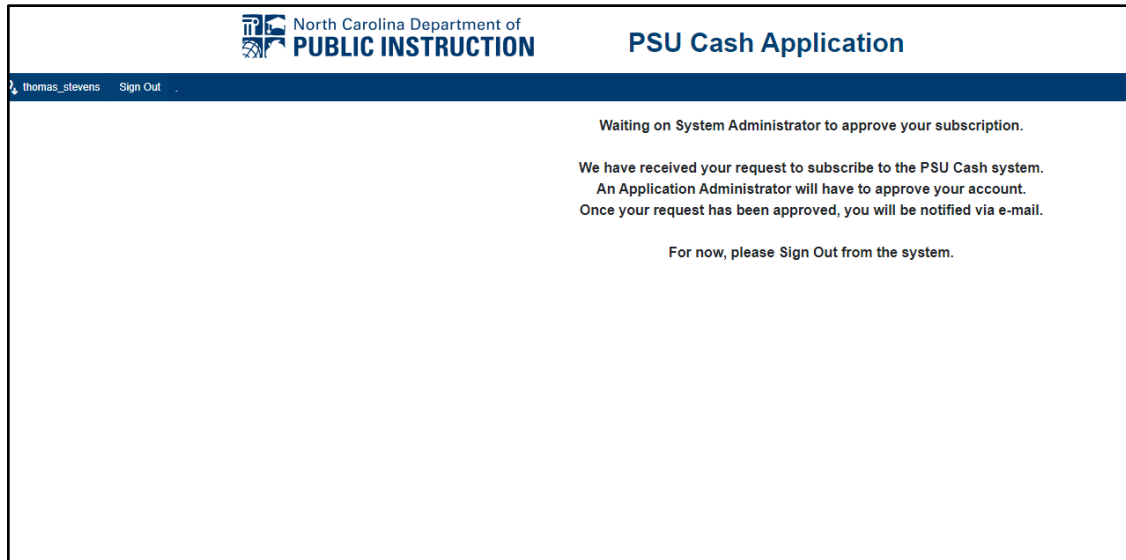 North Carolina Department of
PUBLIC INSTRUCTION
PSU Cash Application
thomas_stevens Sign Out .
Waiting on System Administrator to approve your subscription.
We have received your request to subscribe to the PSU Cash system.
An Application Administrator will have to approve your account.
Once your request has been approved, you will be notified via e-mail.
For now, please Sign Out from the system.